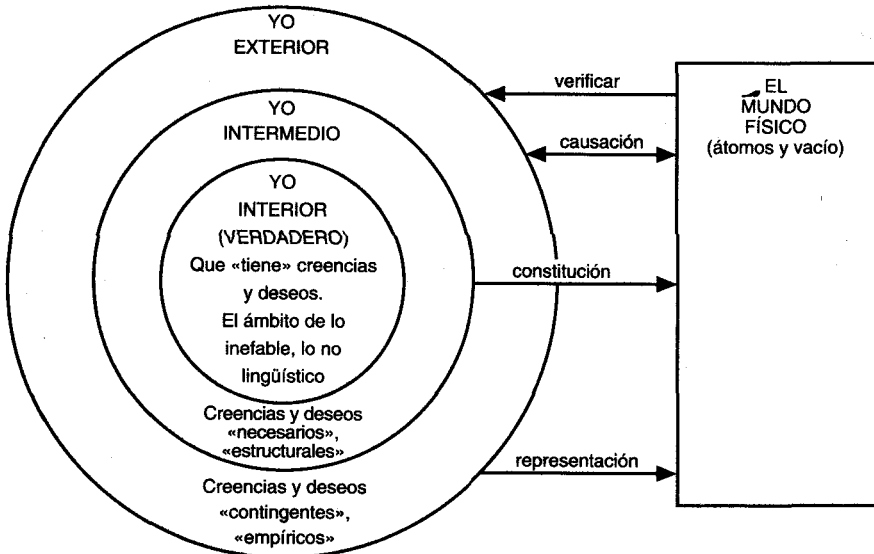 YO
EXTERIOR
YO
INTERMEDIO
YO
INTERIOR
(VERDADERO)
Que «tiene» creencias
y deseos.
El ámbito de lo
inefable, lo no
lingüístico
Creencias y deseos
«necesarios»,
«estructurales»
Creencias y deseos
«contingentes»,
«empíricos»
verificar
causación
constitución
representación
EL
MUNDO
FÍSICO
(átomos y vacío)